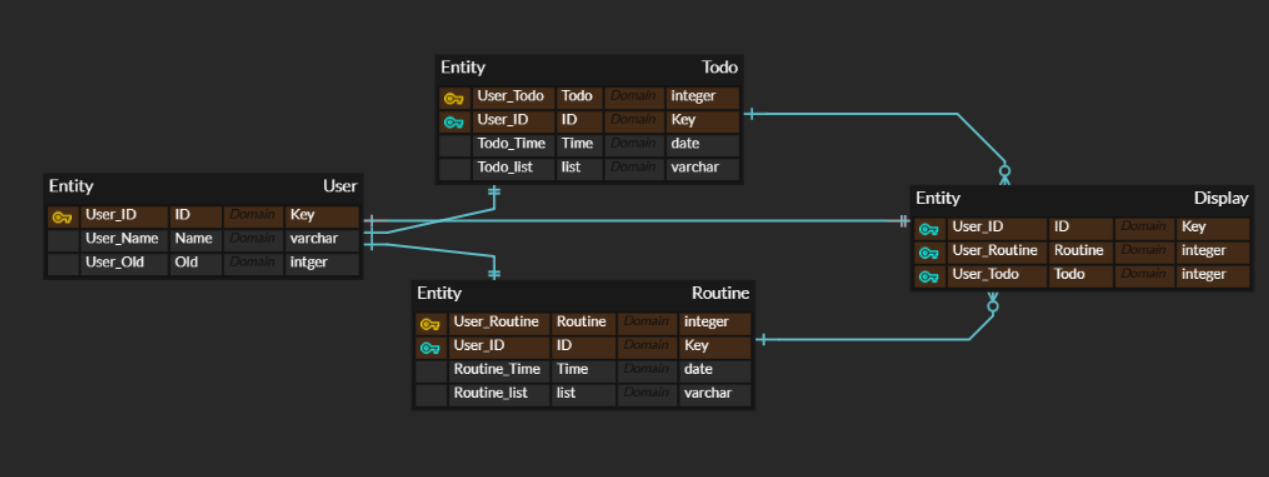 Entity Todo
User_Todo Todo Domain integer
User_ID ID Domain Key
Todo_Time Time Domain date
Todo_list list Domain varchar
Entity User
User_ID ID Domain Key
User_Name Name Domain varchar
User_Old Old Domain intger
Entity Display
User_ID ID Domain Key
User_Routine Routine Domain integer
User_Todo Todo Domain integer
Entity Routine
User_Routine Routine Domain integer
User_ID ID Domain Key
Routine_Time Time Domain date
Routine_list list Domain varchar